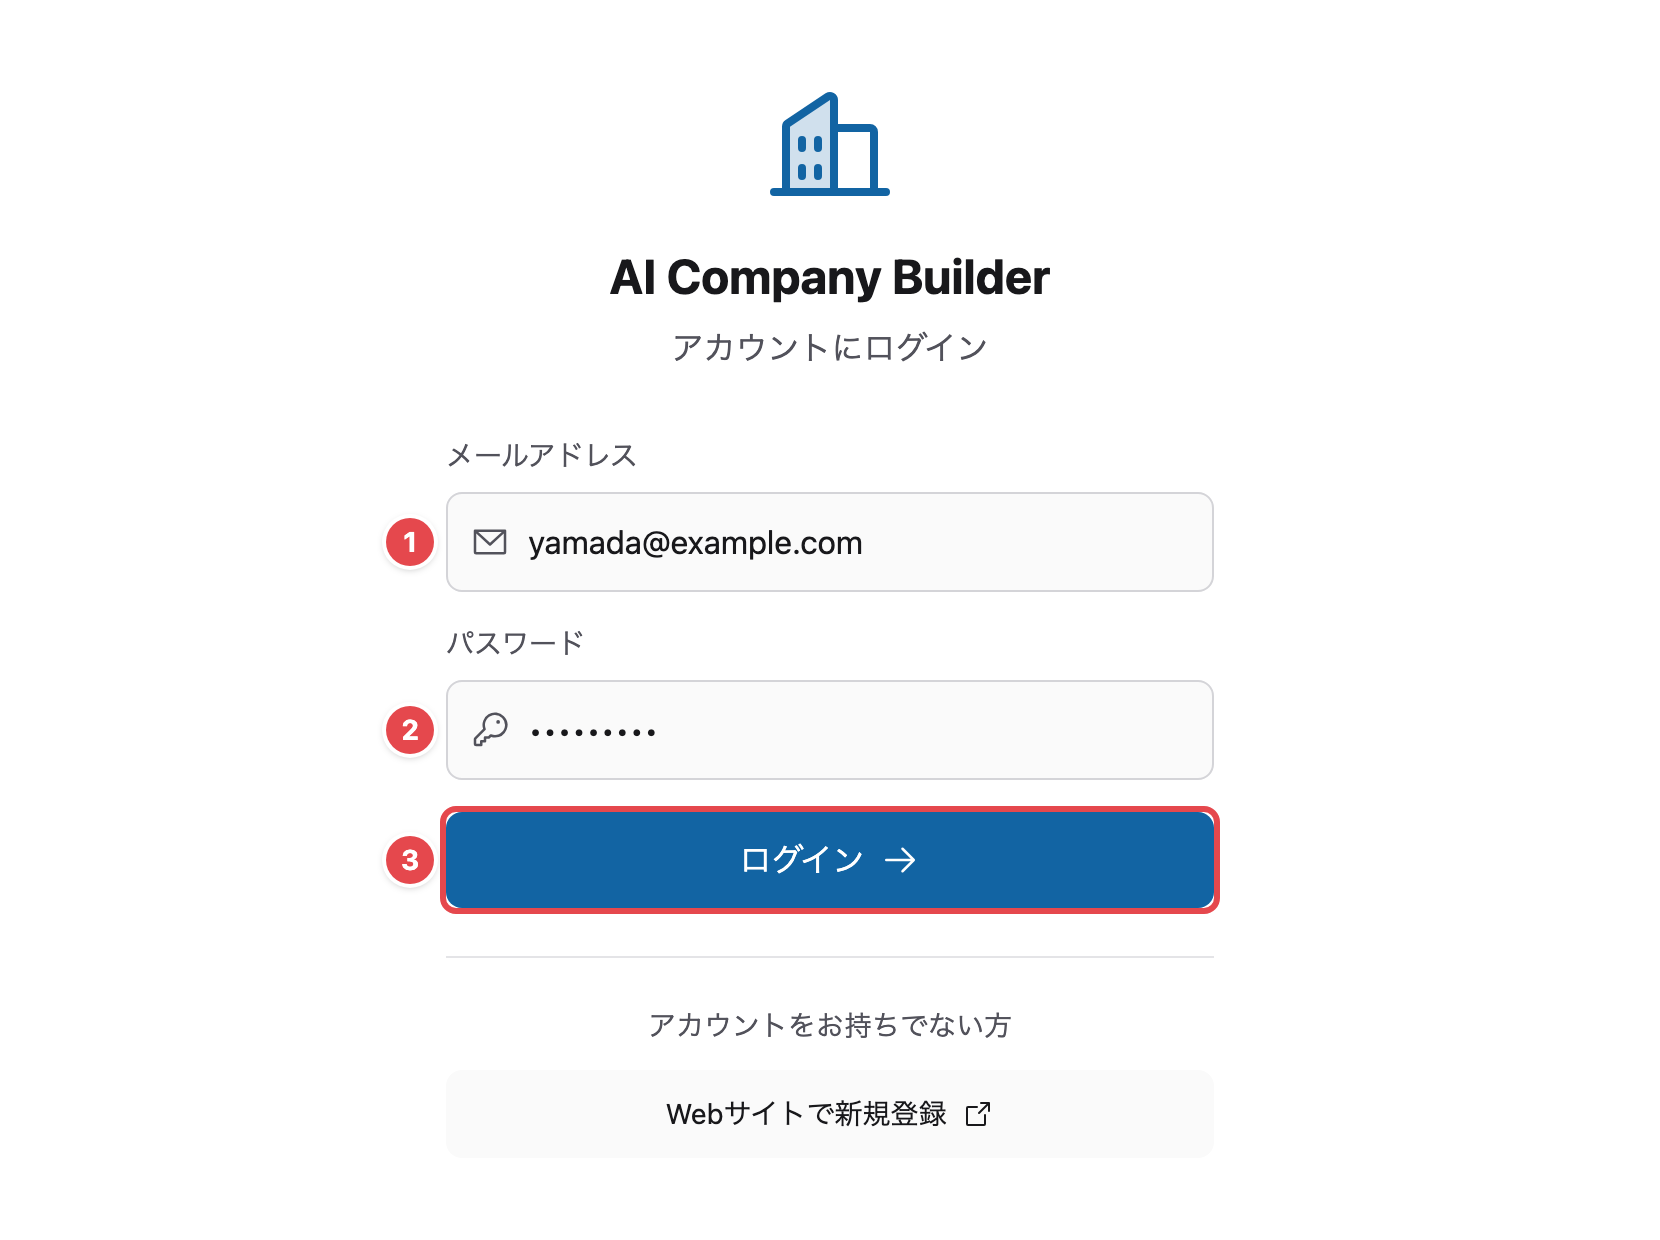 AI Company Builder
アカウントにログイン
メールアドレス
1
yamada@example.com
パスワード
2
•••••••••
3
ログイン →
アカウントをお持ちでない方
Webサイトで新規登録